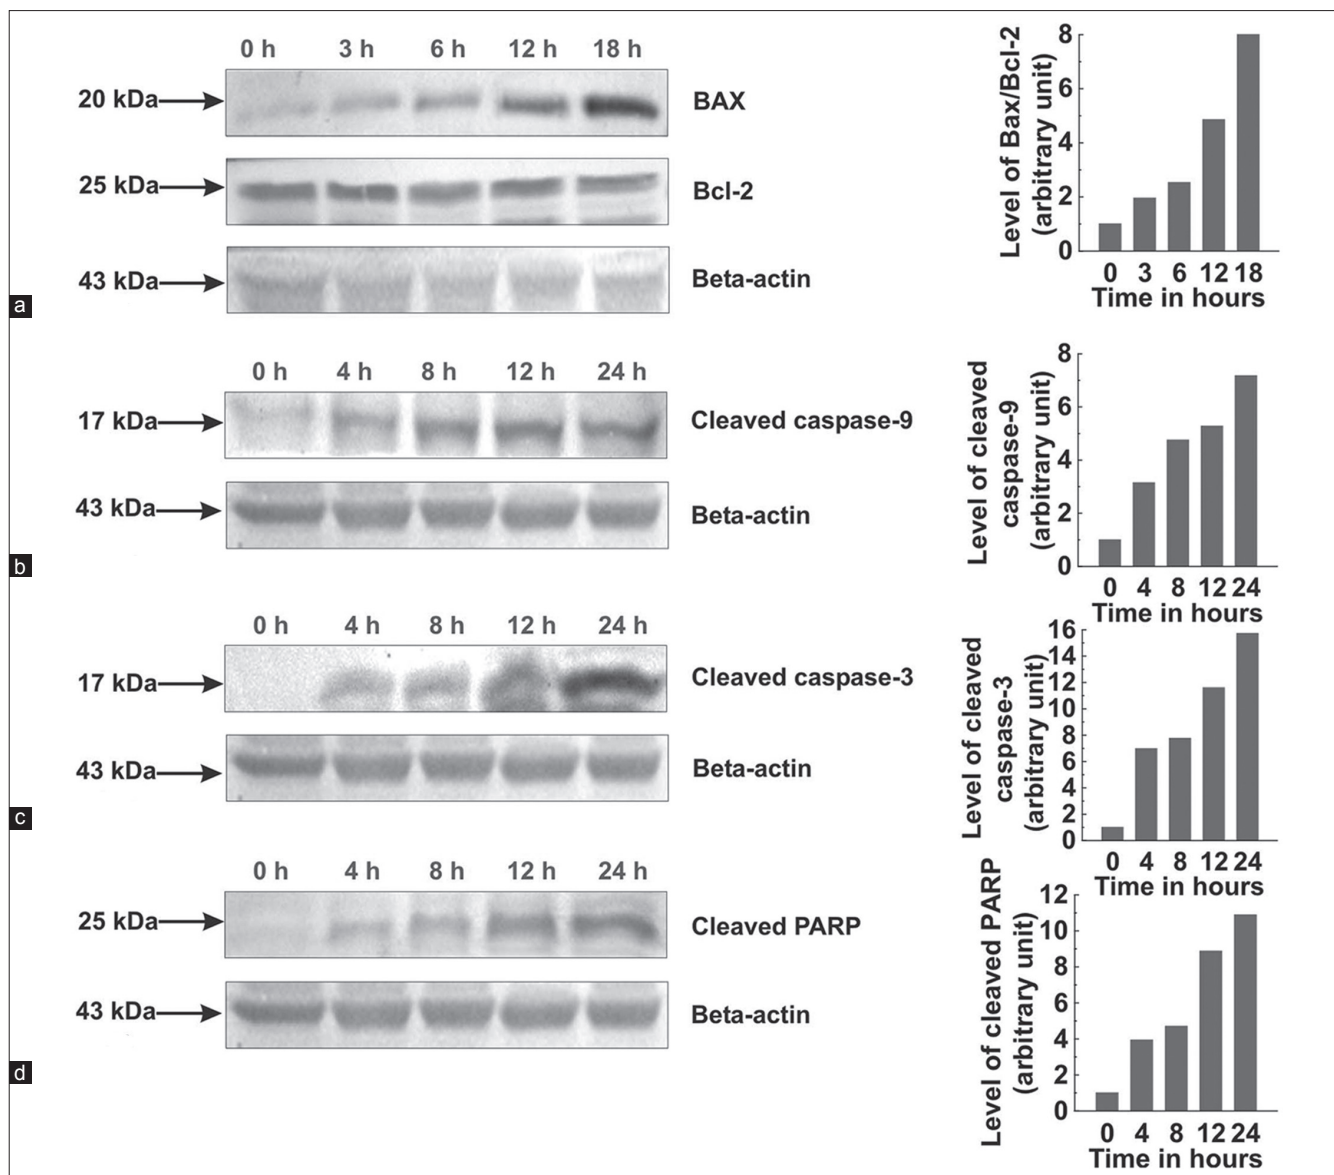 0 h 3 h 6 h 12 h 18 h
20 kDa BAX
25 kDa Bcl-2
43 kDa Beta-actin
a
Level of Bax/Bcl-2
(arbitrary unit)
8
6
4
2
0
0 3 6 12 18
Time in hours
0 h 4 h 8 h 12 h 24 h
17 kDa Cleaved caspase-9
43 kDa Beta-actin
b
Level of cleaved
caspase-9
(arbitrary unit)
8
6
4
2
0
0 4 8 12 24
Time in hours
0 h 4 h 8 h 12 h 24 h
17 kDa Cleaved caspase-3
43 kDa Beta-actin
c
Level of cleaved
caspase-3
(arbitrary unit)
16
14
12
10
8
6
4
2
0
0 4 8 12 24
Time in hours
0 h 4 h 8 h 12 h 24 h
25 kDa Cleaved PARP
43 kDa Beta-actin
d
Level of cleaved PARP
(arbitrary unit)
12
10
8
6
4
2
0
0 4 8 12 24
Time in hours